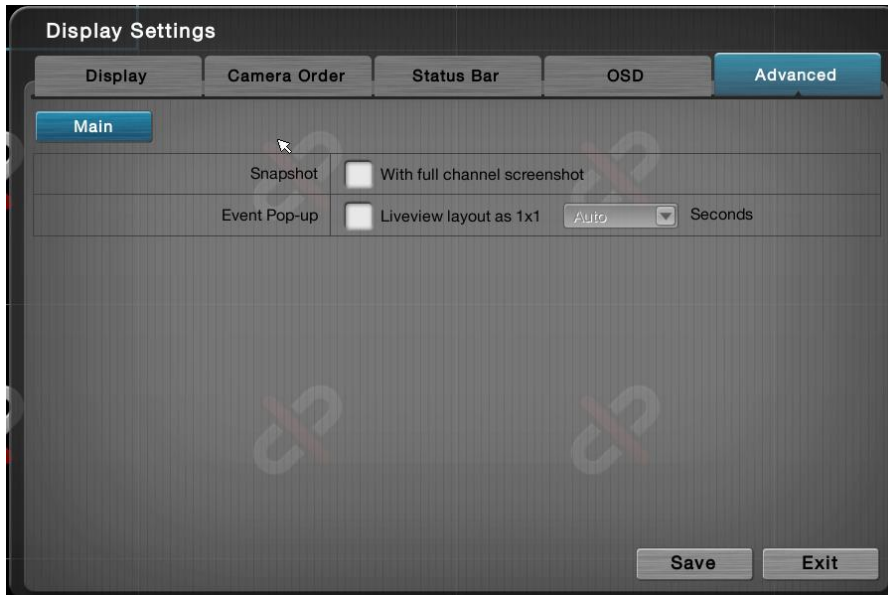 Display Settings
Display Camera Order Status Bar OSD Advanced
Main
Snapshot With full channel screenshot
Event Pop-up Liveview layout as 1x1 Auto Seconds
Save Exit